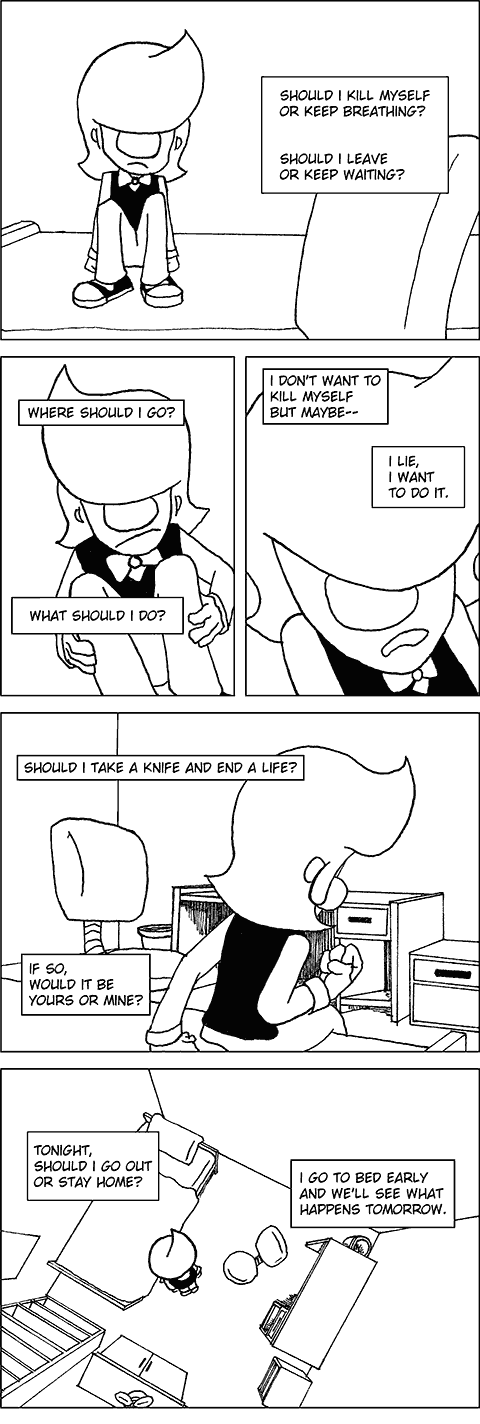 SHOULD I KILL MYSELF
OR KEEP BREATHING?
SHOULD I LEAVE
OR KEEP WAITING?
WHERE SHOULD I GO?
WHAT SHOULD I DO?
I DON'T WANT TO
KILL MYSELF
BUT MAYBE--
I LIE,
I WANT
TO DO IT.
SHOULD I TAKE A KNIFE AND END A LIFE?
IF SO,
WOULD IT BE
YOURS OR MINE?
TONIGHT,
SHOULD I GO OUT
OR STAY HOME?
I GO TO BED EARLY
AND WE'LL SEE WHAT
HAPPENS TOMORROW.